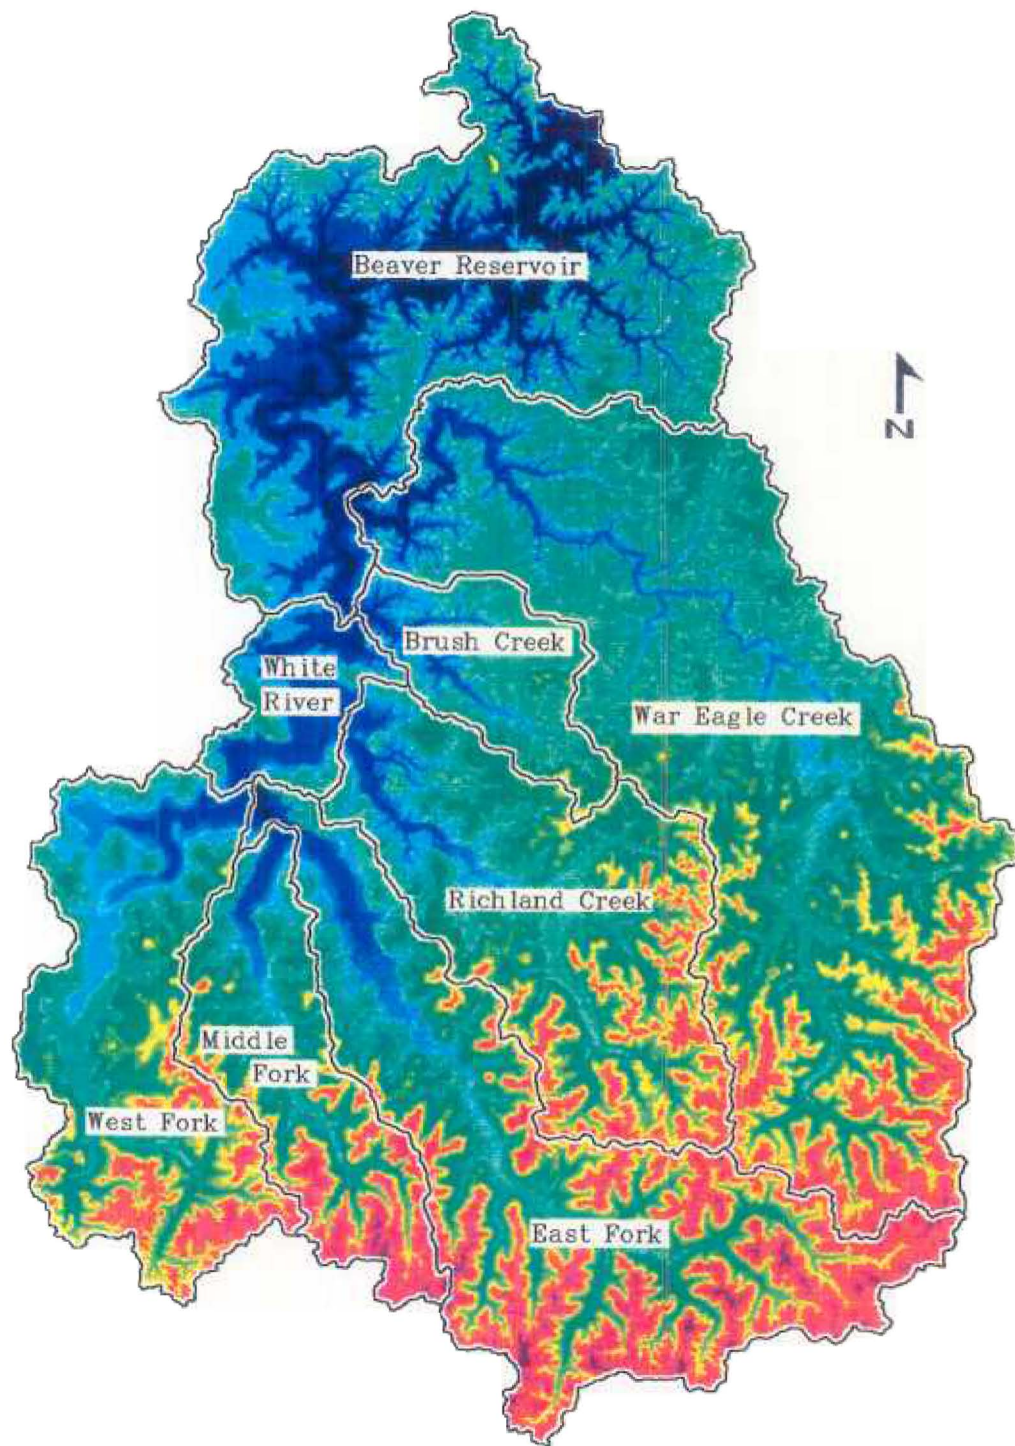 Beaver Reservoir
N
Brush Creek
White
River
War Eagle Creek
Richland Creek
Middle
Fork
West Fork
East Fork